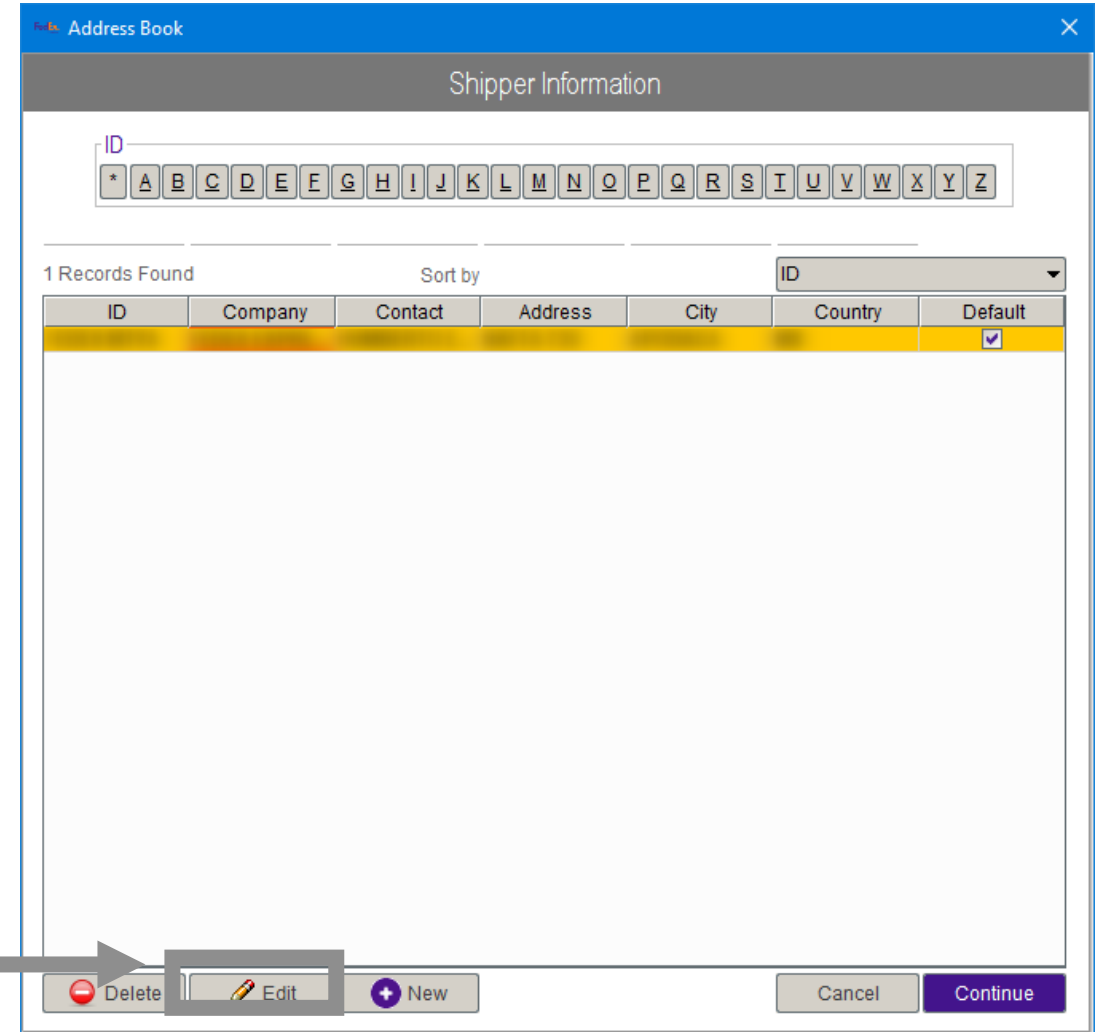 FedEx Address Book
Shipper Information
ID
* A B C D E F G H I J K L M N O P Q R S T U V W X Y Z
1 Records Found Sort by ID
ID Company Contact Address City Country Default
Delete Edit New Cancel Continue